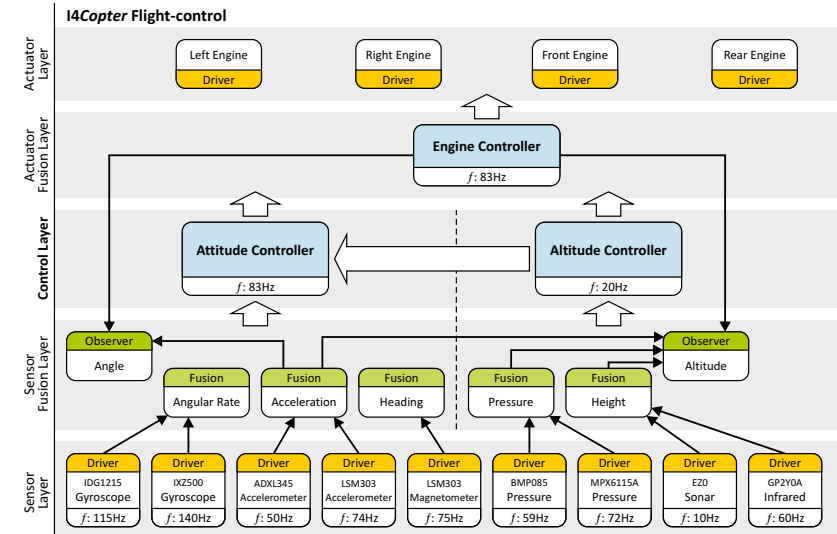 I4Copter Flight-control
Actuator
Layer
Left Engine
Driver
Right Engine
Driver
Front Engine
Driver
Rear Engine
Driver
Actuator
Fusion Layer
Engine Controller
f: 83Hz
Control Layer
Attitude Controller
f: 83Hz
Altitude Controller
f: 20Hz
Sensor
Fusion Layer
Observer
Angle
Fusion
Angular Rate
Fusion
Acceleration
Fusion
Heading
Fusion
Pressure
Fusion
Height
Observer
Altitude
Sensor
Layer
Driver
IDG1215
Gyroscope
f: 115Hz
Driver
IXZ500
Gyroscope
f: 140Hz
Driver
ADXL345
Accelerometer
f: 50Hz
Driver
LSM303
Accelerometer
f: 74Hz
Driver
LSM303
Magnetometer
f: 75Hz
Driver
BMP085
Pressure
f: 59Hz
Driver
MPX6115A
Pressure
f: 72Hz
Driver
EZ0
Sonar
f: 10Hz
Driver
GP2Y0A
Infrared
f: 60Hz